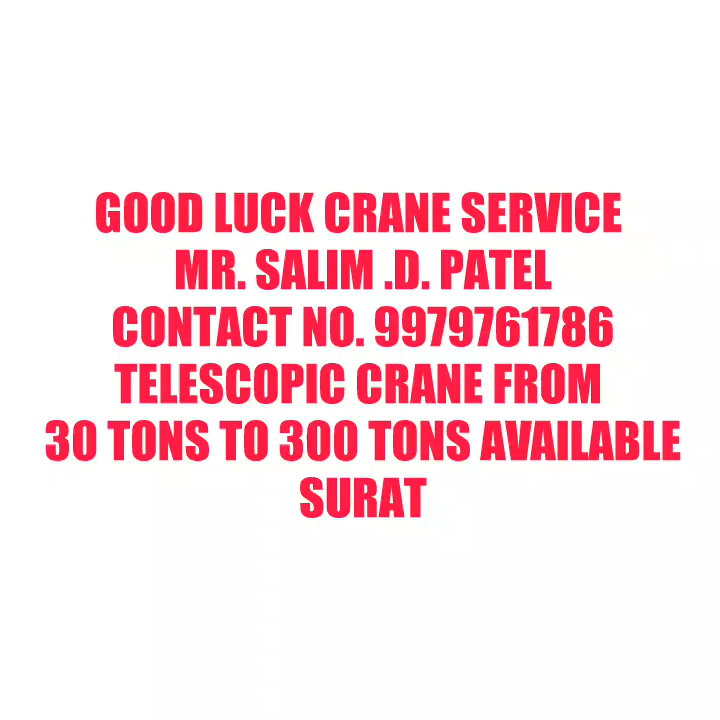 GOOD LUCK CRANE SERVICE
MR. SALIM .D. PATEL
CONTACT NO. 9979761786
TELESCOPIC CRANE FROM
30 TONS TO 300 TONS AVAILABLE
SURAT